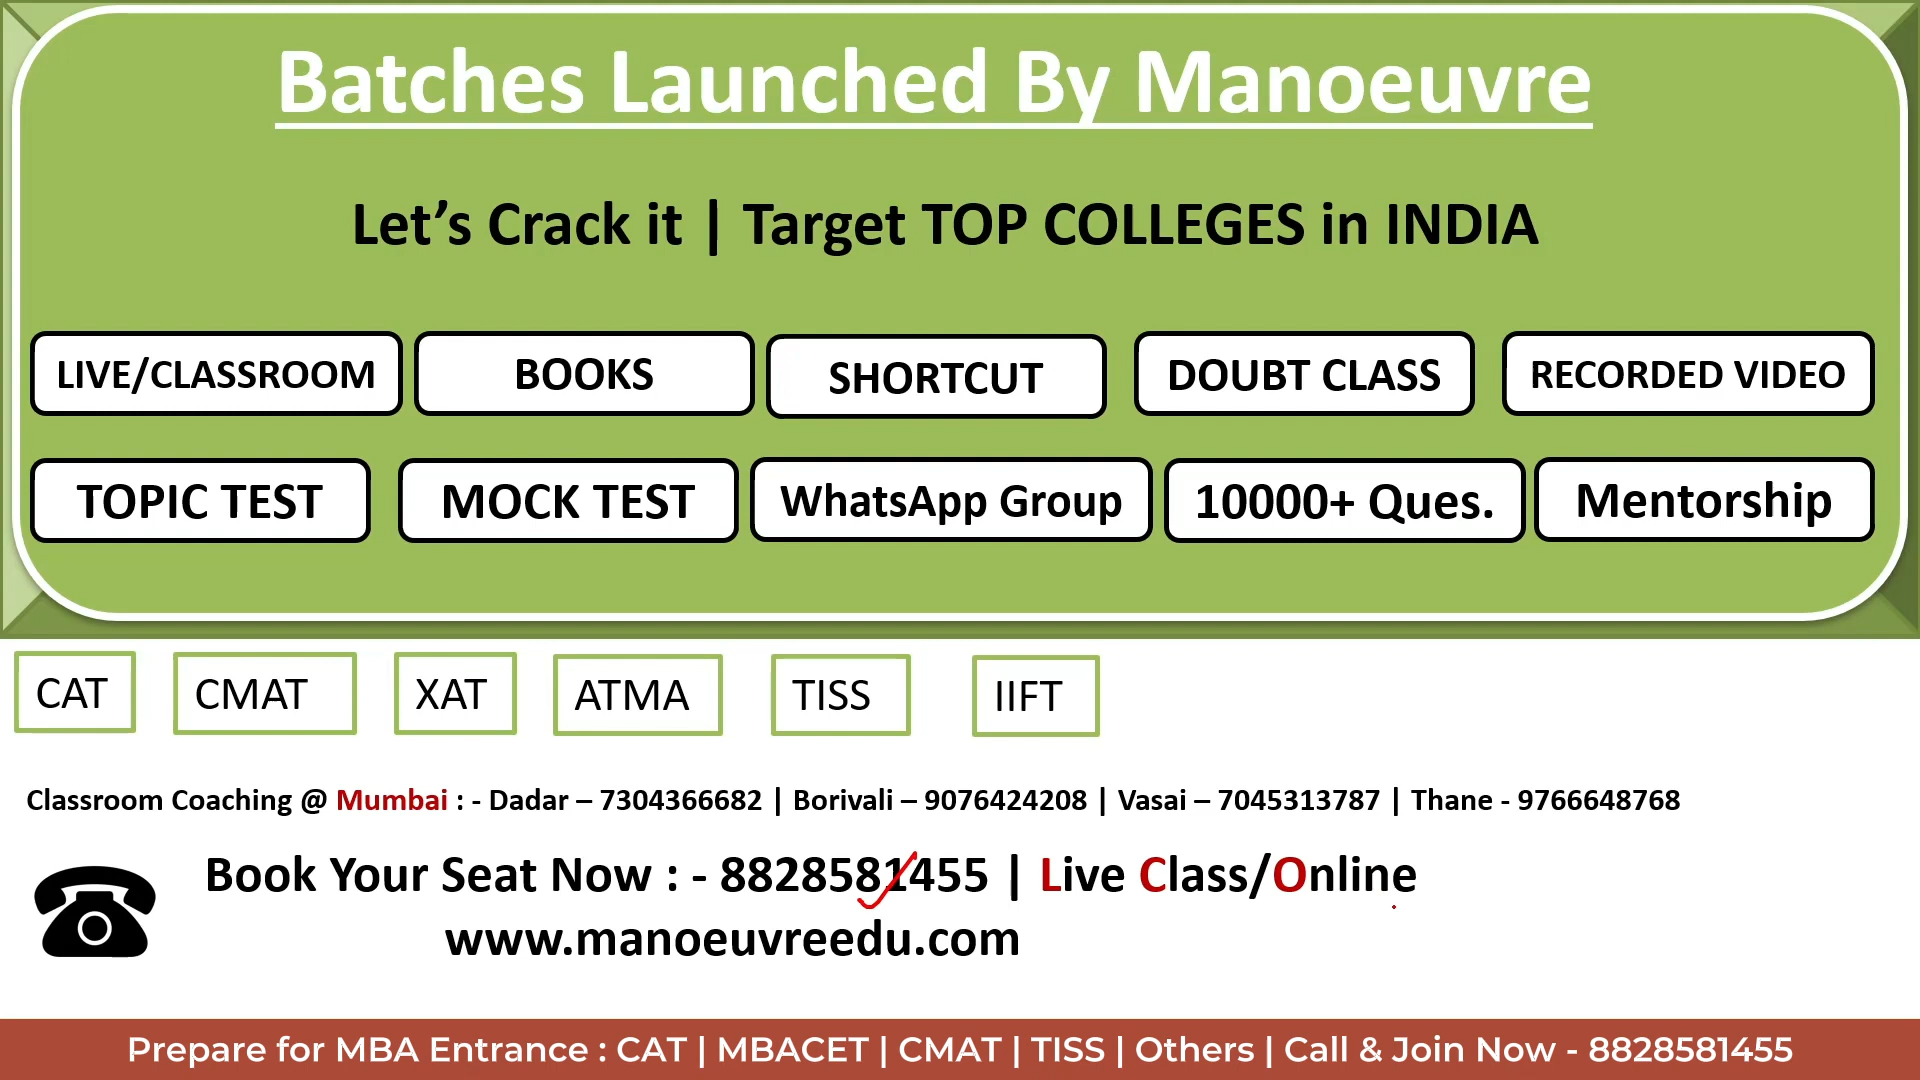 Batches Launched By Manoeuvre
Let’s Crack it | Target TOP COLLEGES in INDIA
LIVE/CLASSROOM BOOKS SHORTCUT DOUBT CLASS RECORDED VIDEO
TOPIC TEST MOCK TEST WhatsApp Group 10000+ Ques. Mentorship
CAT CMAT XAT ATMA TISS IIFT
Classroom Coaching @ Mumbai : - Dadar – 7304366682 | Borivali – 9076424208 | Vasai – 7045313787 | Thane - 9766648768
Book Your Seat Now : - 8828581455 | Live Class/Online
www.manoeuvreedu.com
Prepare for MBA Entrance : CAT | MBACET | CMAT | TISS | Others | Call & Join Now - 8828581455